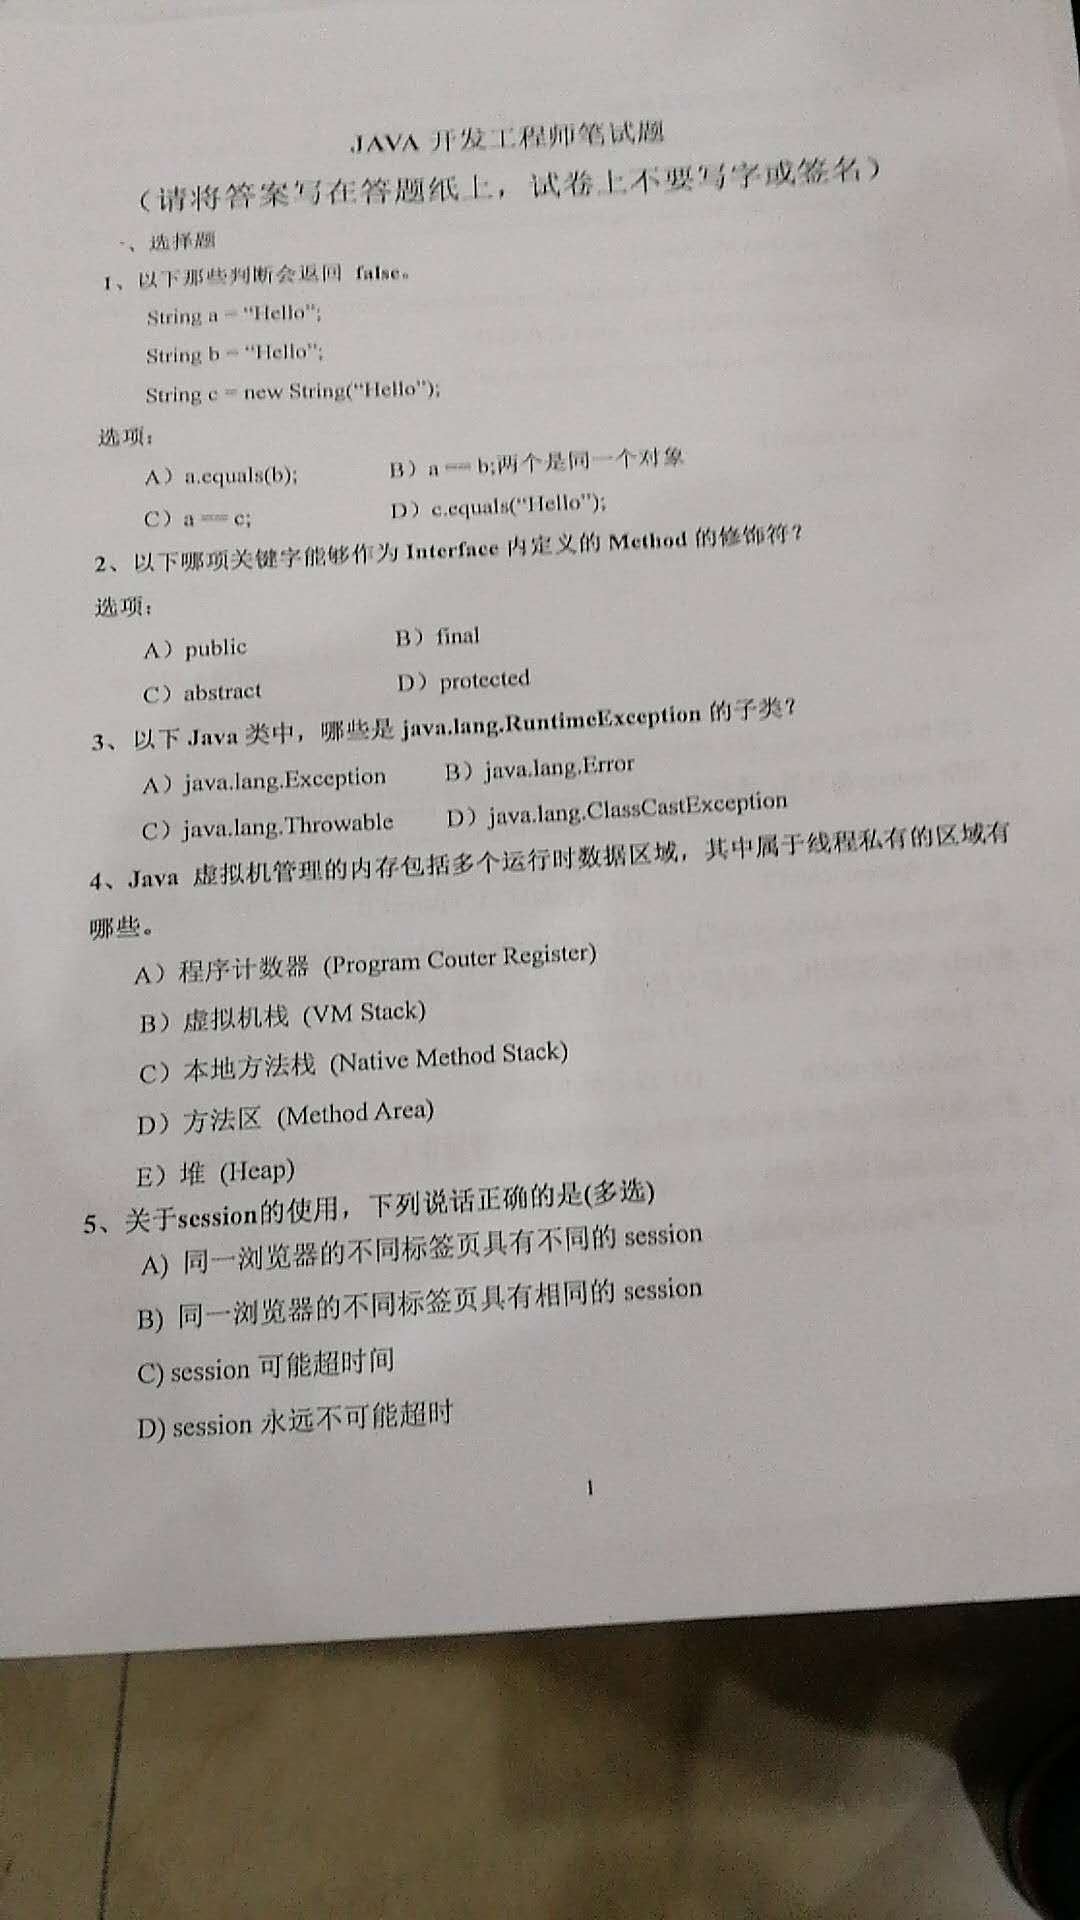 JAVA 开发工程师笔试题
（请将答案写在答题纸上，试卷上不要写字或签名）
一、选择题
1、以下那些判断会返回 false。
String a = “Hello”;
String b = “Hello”;
String c = new String(“Hello”);
选项：
A）a.equals(b); B）a == b;两个是同一个对象
C）a == c; D）c.equals(“Hello”);
2、以下哪项关键字能够作为 Interface 内定义的 Method 的修饰符？
选项：
A）public B）final
C）abstract D）protected
3、以下 Java 类中，哪些是 java.lang.RuntimeException 的子类？
A）java.lang.Exception B）java.lang.Error
C）java.lang.Throwable D）java.lang.ClassCastException
4、Java 虚拟机管理的内存包括多个运行时数据区域，其中属于线程私有的区域有
哪些。
A）程序计数器 (Program Couter Register)
B）虚拟机栈 (VM Stack)
C）本地方法栈 (Native Method Stack)
D）方法区 (Method Area)
E）堆 (Heap)
5、关于session的使用，下列说话正确的是(多选)
A) 同一浏览器的不同标签页具有不同的 session
B) 同一浏览器的不同标签页具有相同的 session
C) session 可能超时间
D) session 永远不可能超时
1